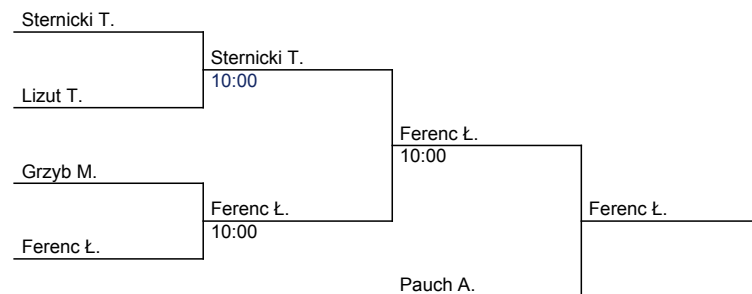 Sternicki T.
Sternicki T.
10:00
Lizut T.
Ferenc Ł.
10:00
Grzyb M.
Ferenc Ł.
Ferenc Ł.
10:00
Ferenc Ł.
Pauch A.